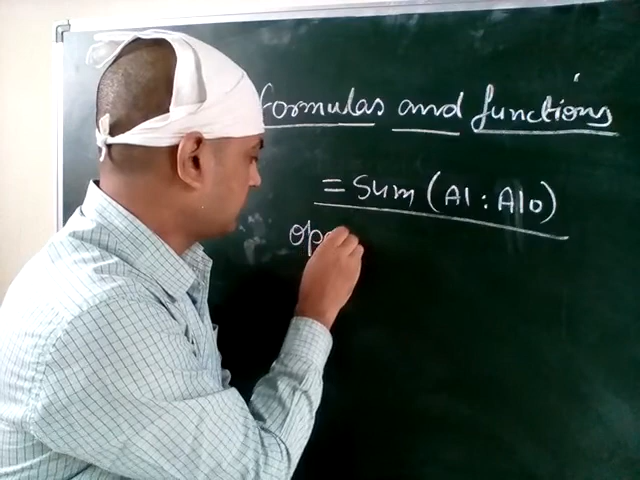 formulas and functions
= Sum (A1 : A10)
ope